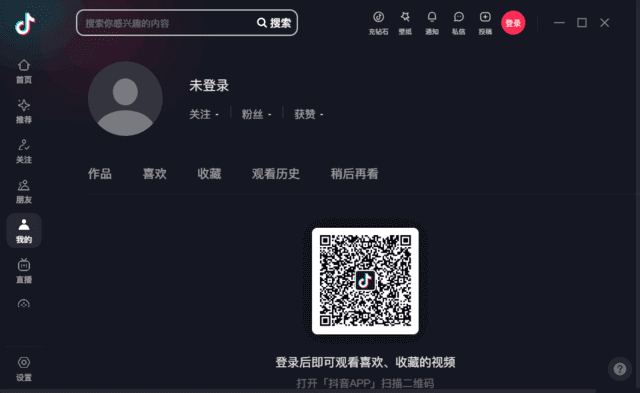 搜索你感兴趣的内容 搜索
充钻石 壁纸 通知 私信 投稿 登录
首页
推荐
关注
朋友
我的
直播
设置
未登录
关注 - 粉丝 - 获赞 -
作品 喜欢 收藏 观看历史 稍后再看
登录后即可观看喜欢、收藏的视频
打开「抖音APP」扫描二维码
?